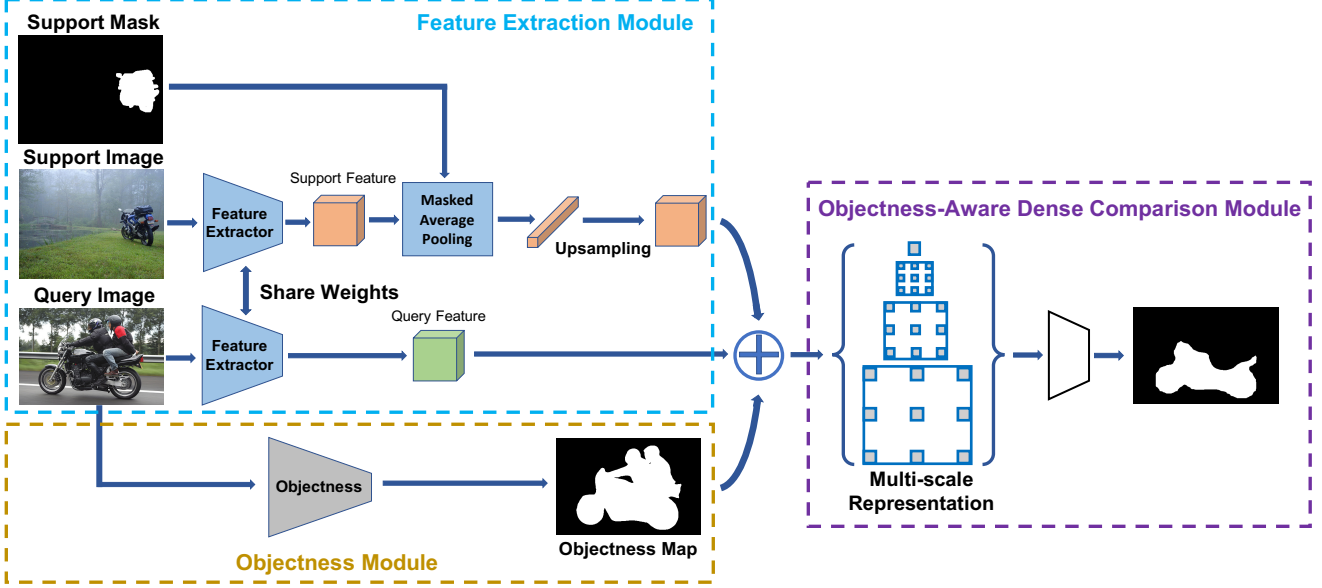 Support Mask
Feature Extraction Module
Support Image
Feature
Extractor
Support Feature
Masked
Average
Pooling
Upsampling
Query Image
Share Weights
Feature
Extractor
Query Feature
Objectness
Objectness Map
Objectness Module
Objectness-Aware Dense Comparison Module
Multi-scale
Representation